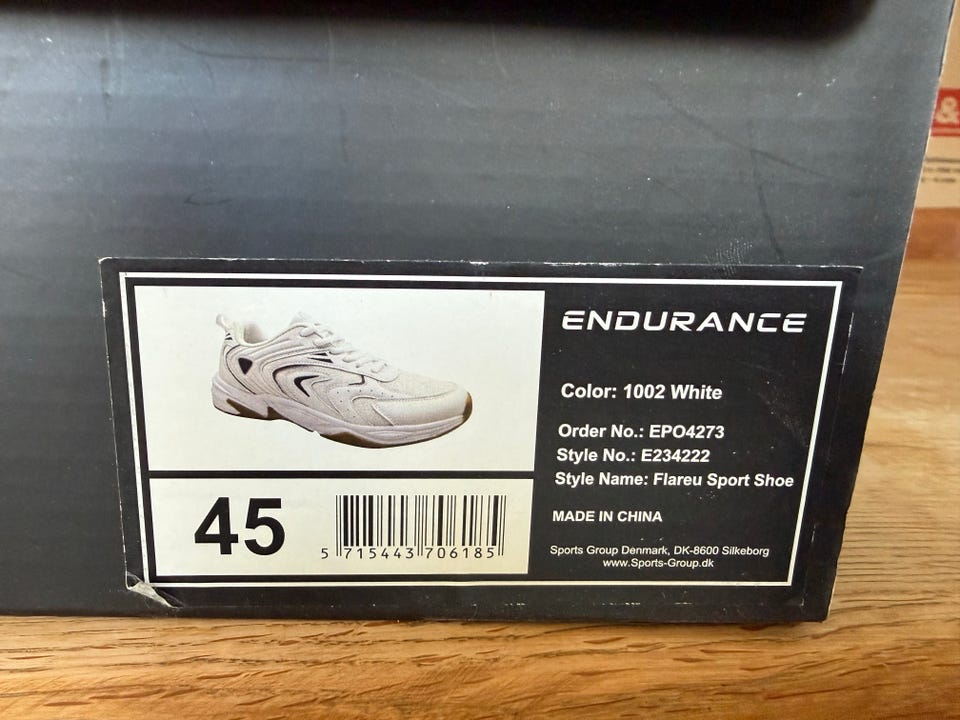 ENDURANCE
Color: 1002 White
Order No.: EPO4273
Style No.: E234222
Style Name: Flareu Sport Shoe
MADE IN CHINA
Sports Group Denmark, DK-8600 Silkeborg
www.Sports-Group.dk
45
5 715443 706185
&